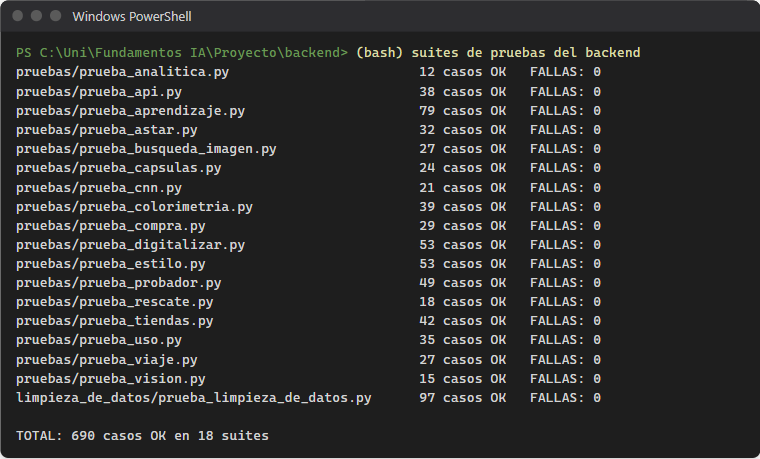 Windows PowerShell
PS C:\Uni\Fundamentos IA\Proyecto\backend> (bash) suites de pruebas del backend
pruebas/prueba_analitica.py 12 casos OK FALLAS: 0
pruebas/prueba_api.py 38 casos OK FALLAS: 0
pruebas/prueba_aprendizaje.py 79 casos OK FALLAS: 0
pruebas/prueba_astar.py 32 casos OK FALLAS: 0
pruebas/prueba_busqueda_imagen.py 27 casos OK FALLAS: 0
pruebas/prueba_capsulas.py 24 casos OK FALLAS: 0
pruebas/prueba_cnn.py 21 casos OK FALLAS: 0
pruebas/prueba_colorimetria.py 39 casos OK FALLAS: 0
pruebas/prueba_compra.py 29 casos OK FALLAS: 0
pruebas/prueba_digitalizar.py 53 casos OK FALLAS: 0
pruebas/prueba_estilo.py 53 casos OK FALLAS: 0
pruebas/prueba_probador.py 49 casos OK FALLAS: 0
pruebas/prueba_rescate.py 18 casos OK FALLAS: 0
pruebas/prueba_tiendas.py 42 casos OK FALLAS: 0
pruebas/prueba_uso.py 35 casos OK FALLAS: 0
pruebas/prueba_viaje.py 27 casos OK FALLAS: 0
pruebas/prueba_vision.py 15 casos OK FALLAS: 0
limpieza_de_datos/prueba_limpieza_de_datos.py 97 casos OK FALLAS: 0
TOTAL: 690 casos OK en 18 suites